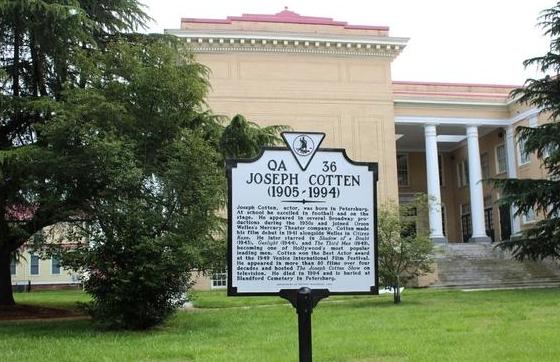 QA 36
JOSEPH COTTEN
(1905-1994)
Joseph Cotten, actor, was born in Petersburg.
At school he excelled in football and on the
stage. He appeared in several Broadway pro-
ductions during the 1930s and joined Orson
Welles's Mercury Theater company. Cotten made
his film debut in 1941 alongside Welles in Citizen
Kane. He later starred in Shadow of a Doubt
(1943), Gaslight (1944), and The Third Man (1949),
becoming one of Hollywood's most popular
leading men. Cotten won the Best Actor award
at the 1949 Venice International Film Festival.
He appeared in more than 60 films over four
decades and hosted The Joseph Cotten Show on
television. He died in 1994 and is buried at
Blandford Cemetery in Petersburg.